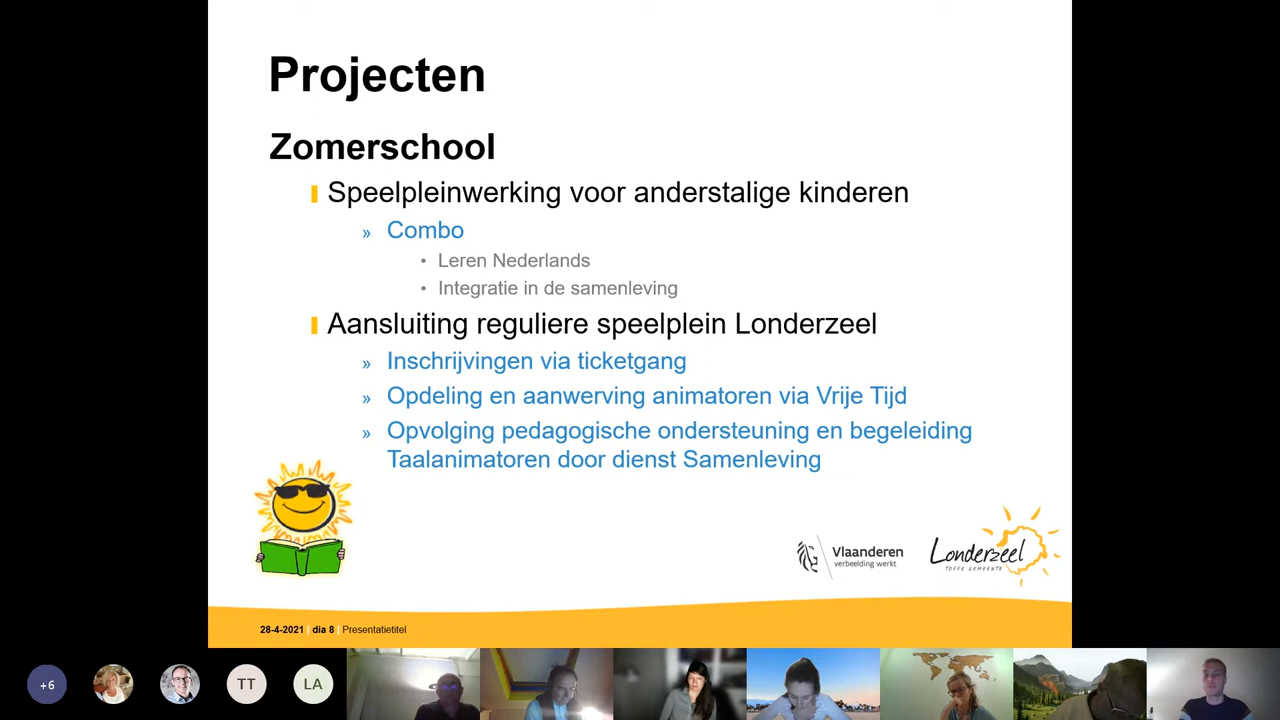 Projecten
Zomerschool
Speelpleinwerking voor anderstalige kinderen
» Combo
• Leren Nederlands
• Integratie in de samenleving
Aansluiting reguliere speelplein Londerzeel
» Inschrijvingen via ticketgang
» Opdeling en aanwerving animatoren via Vrije Tijd
» Opvolging pedagogische ondersteuning en begeleiding
Taalanimatoren door dienst Samenleving
Vlaanderen
verbeelding werkt
Londerzeel
TOFFE GEMEENTE
28-4-2021 | dia 8 | Presentatietitel
+6
TT
LA